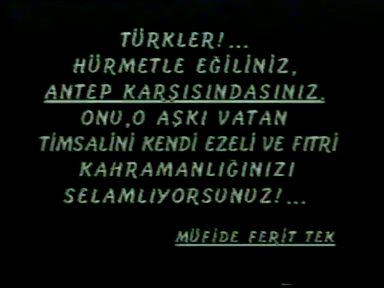 TÜRKLER!...
HÜRMETLE EĞİLİNİZ,
ANTEP KARŞISINDASINIZ.
ONU,O AŞKI VATAN
TİMSALİNİ KENDİ EZELİ VE FITRİ
KAHRAMANLIĞINIZI
SELAMLIYORSUNUZ!...
MÜFİDE FERİT TEK